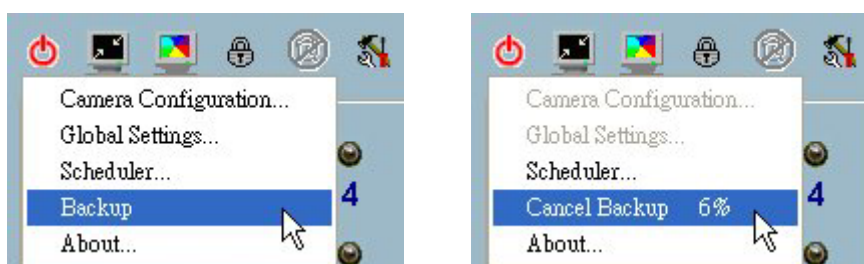 Camera Configuration...
Global Settings...
Scheduler...
Backup
About...
4
Camera Configuration...
Global Settings...
Scheduler...
Cancel Backup 6%
About...
4